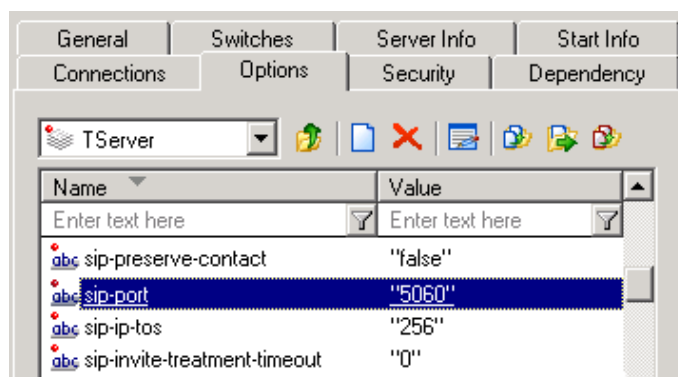 General Switches Server Info Start Info
Connections Options Security Dependency
TServer
Name Value
Enter text here Enter text here
abc sip-preserve-contact "false"
abc sip-port "5060"
abc sip-ip-tos "256"
abc sip-invite-treatment-timeout "0"